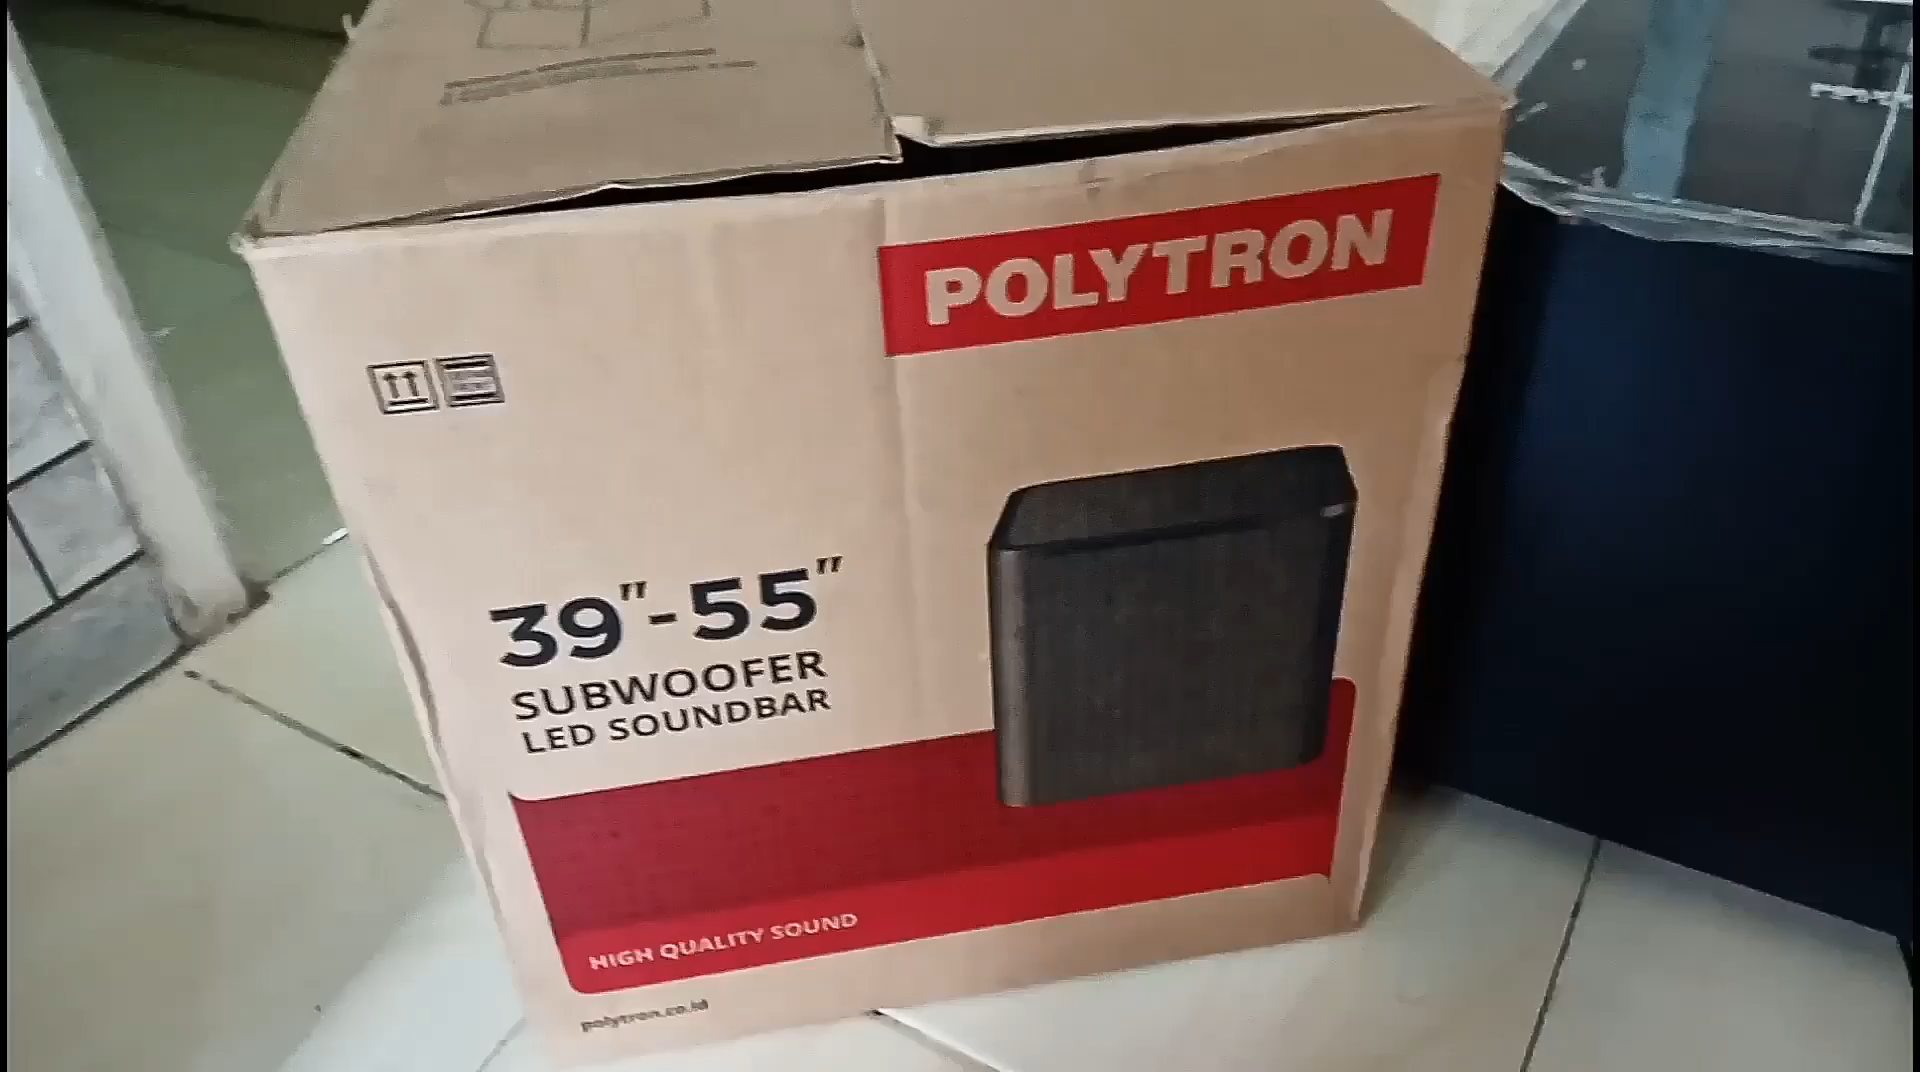 POLYTRON
39"-55"
SUBWOOFER
LED SOUNDBAR
HIGH QUALITY SOUND
polytron.co.id